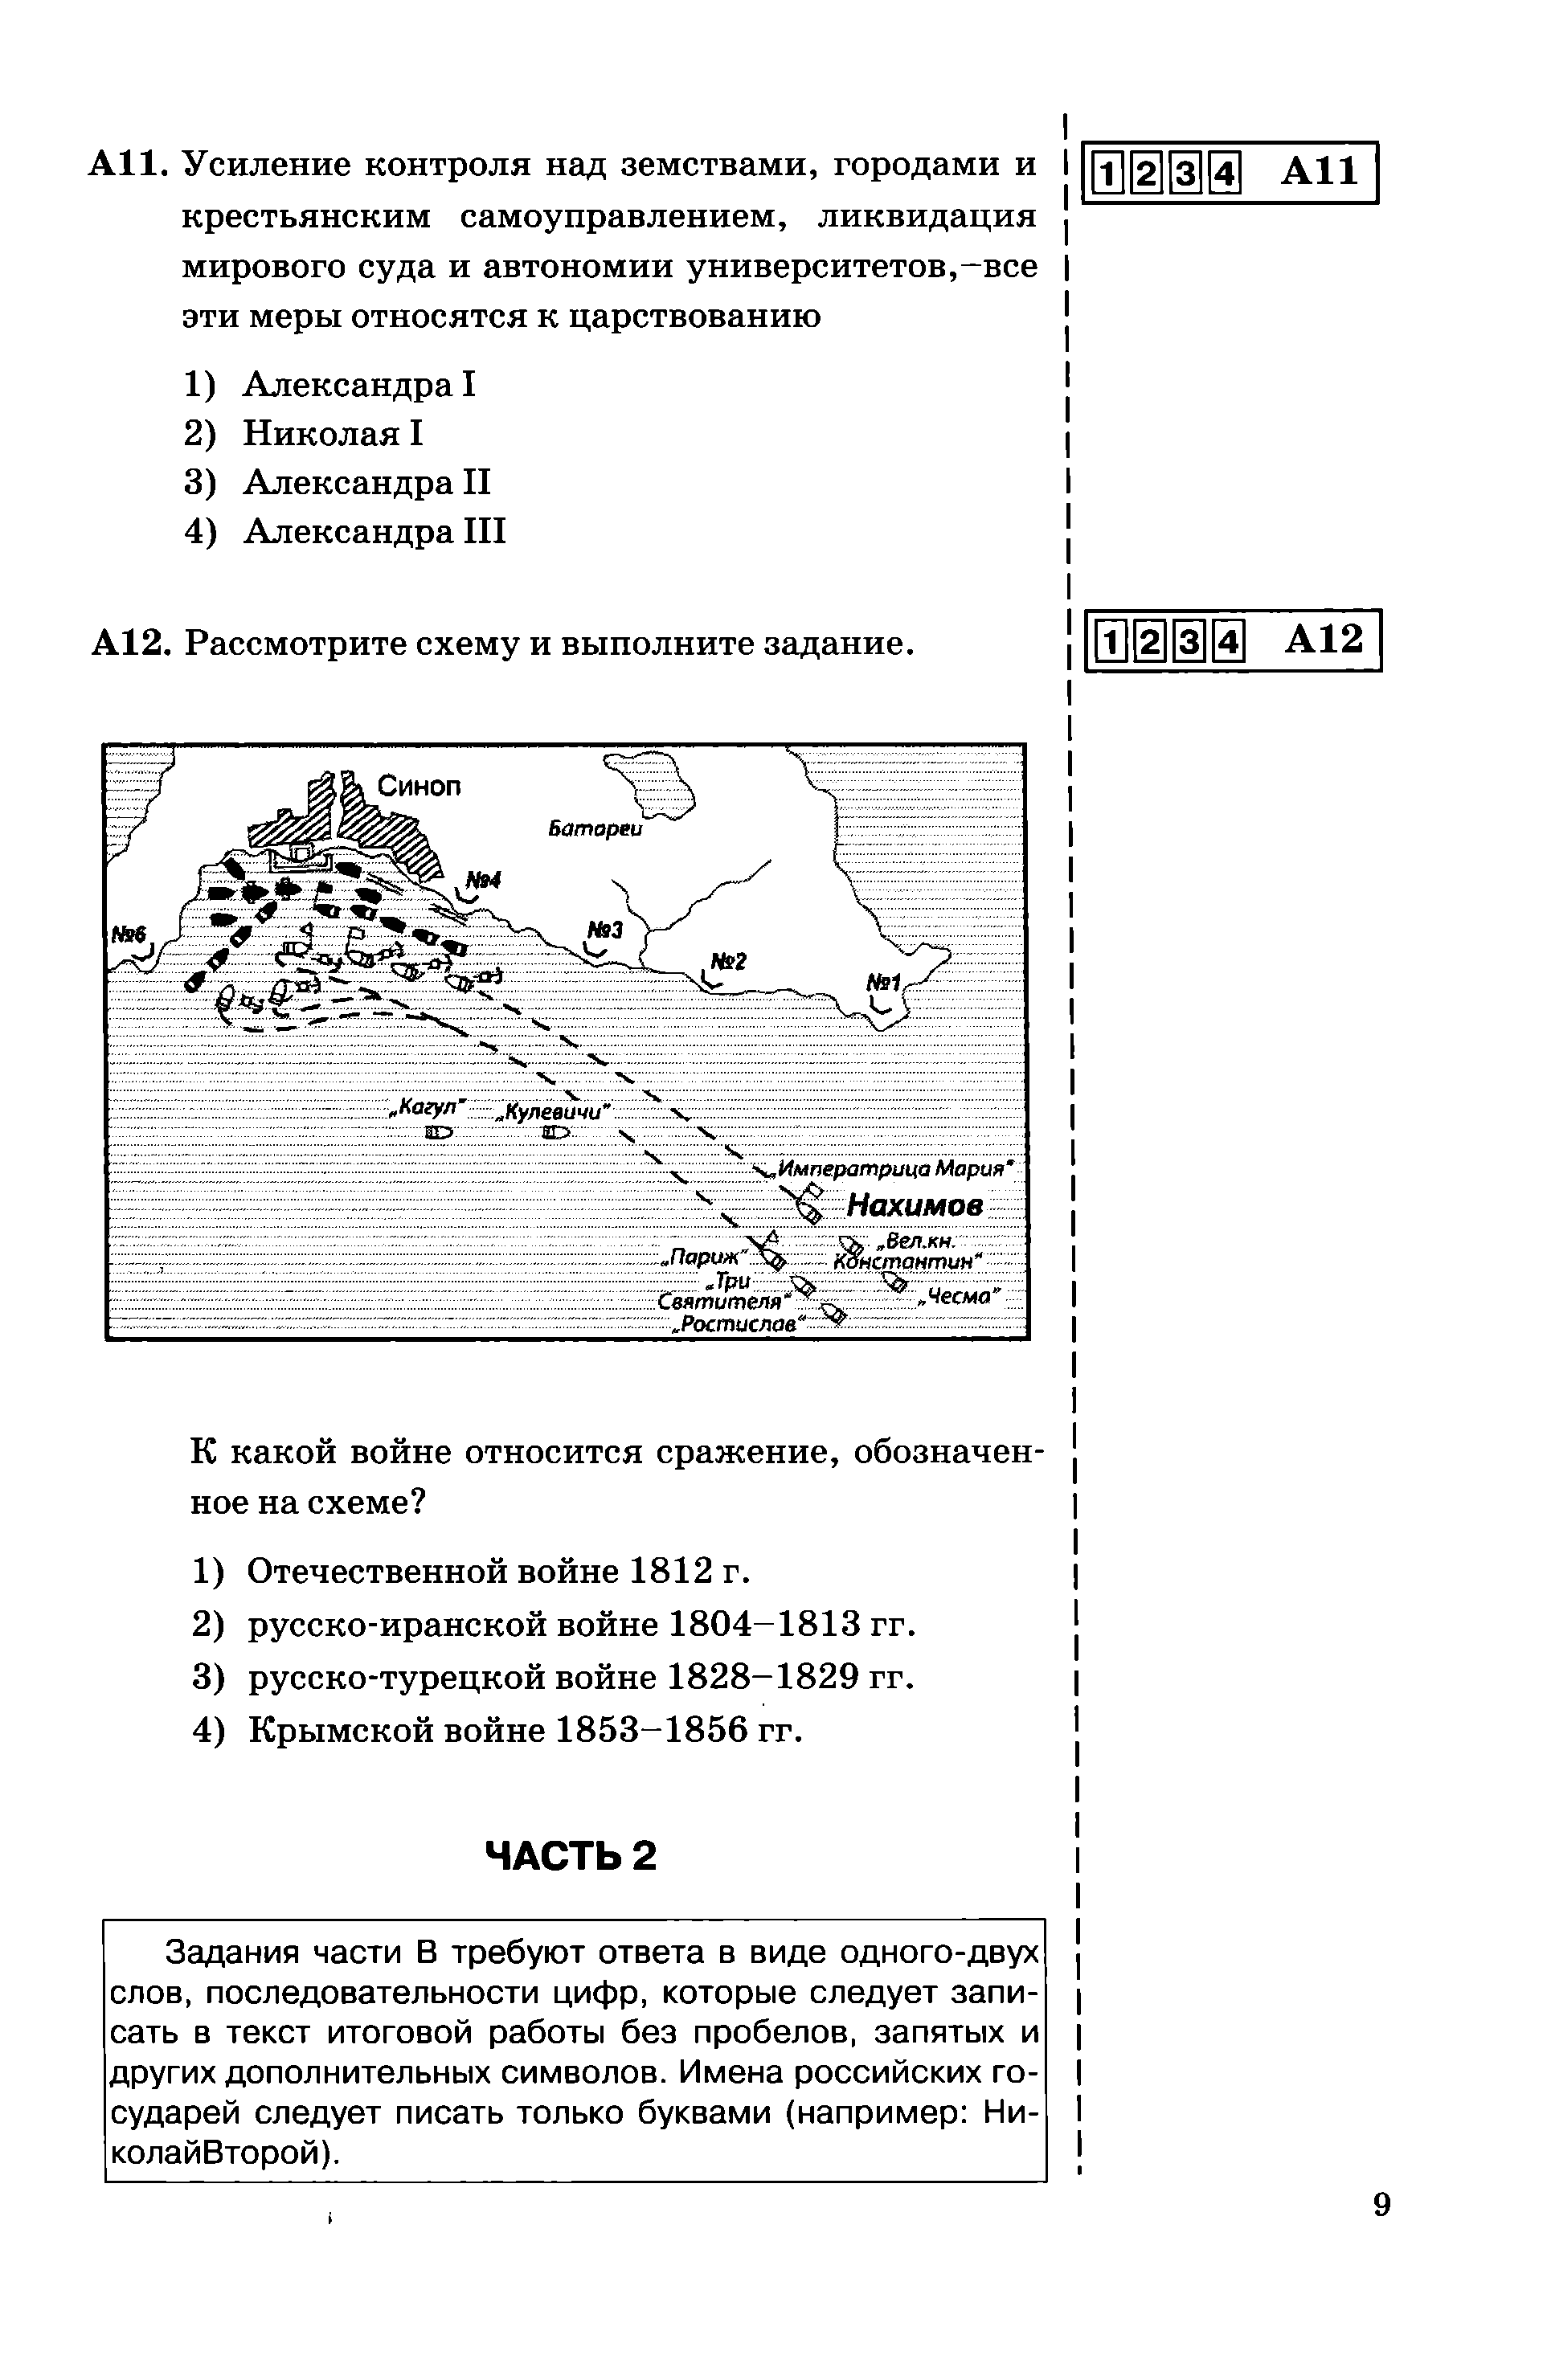 А11. Усиление контроля над земствами, городами и
крестьянским самоуправлением, ликвидация
мирового суда и автономии университетов,–все
эти меры относятся к царствованию
1) Александра I
2) Николая I
3) Александра II
4) Александра III
1 2 3 4 А11
А12. Рассмотрите схему и выполните задание.
1 2 3 4 А12
Синоп
Батареи
№4
№6
№3
№2
№1
„Кагул"
„Кулевичи"
„Императрица Мария"
Нахимов
„Вел.кн.
Константин"
„Париж"
„Три
Святителя"
„Чесма"
„Ростислав"
К какой войне относится сражение, обозначен-
ное на схеме?
1) Отечественной войне 1812 г.
2) русско-иранской войне 1804–1813 гг.
3) русско-турецкой войне 1828–1829 гг.
4) Крымской войне 1853–1856 гг.
ЧАСТЬ 2
Задания части В требуют ответа в виде одного-двух
слов, последовательности цифр, которые следует запи-
сать в текст итоговой работы без пробелов, запятых и
других дополнительных символов. Имена российских го-
сударей следует писать только буквами (например: Ни-
колайВторой).
9